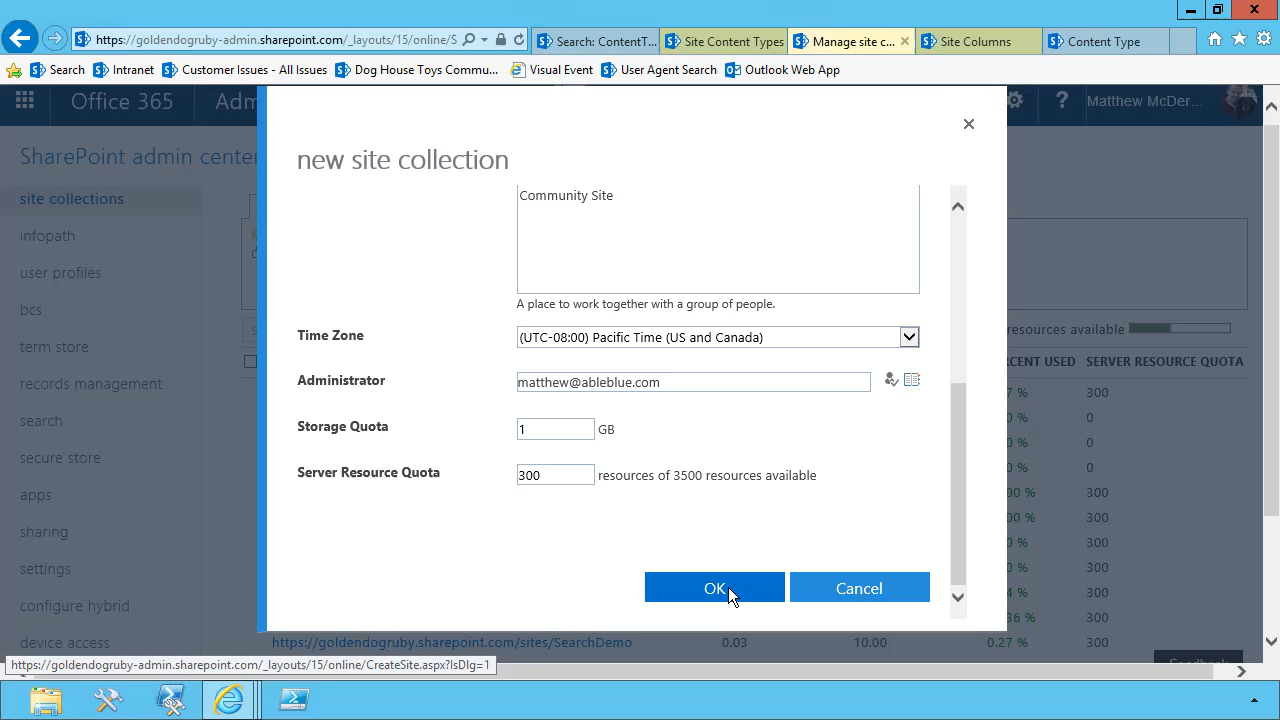 https://goldendogruby-admin.sharepoint.com/_layouts/15/online/S
Search: ContentT...
Site Content Types
Manage site c...
Site Columns
Content Type
Search
Intranet
Customer Issues - All Issues
Dog House Toys Commu...
Visual Event
User Agent Search
Outlook Web App
Office 365
Adm
?
Matthew McDer...
SharePoint admin center
new site collection
site collections
infopath
user profiles
bcs
term store
records management
search
secure store
apps
sharing
settings
configure hybrid
device access
Community Site
A place to work together with a group of people.
Time Zone
(UTC-08:00) Pacific Time (US and Canada)
Administrator
matthew@ableblue.com
Storage Quota
1 GB
Server Resource Quota
300 resources of 3500 resources available
OK
Cancel
resources available
CENT USED SERVER RESOURCE QUOTA
7 % 300
% 0
% 0
% 0
00 % 300
00 % 300
% 300
% 300
4 % 300
36 % 300
https://goldendogruby.sharepoint.com/sites/SearchDemo 0.03 10.00 0.27 % 300
https://goldendogruby-admin.sharepoint.com/_layouts/15/online/CreateSite.aspx?IsDlg=1